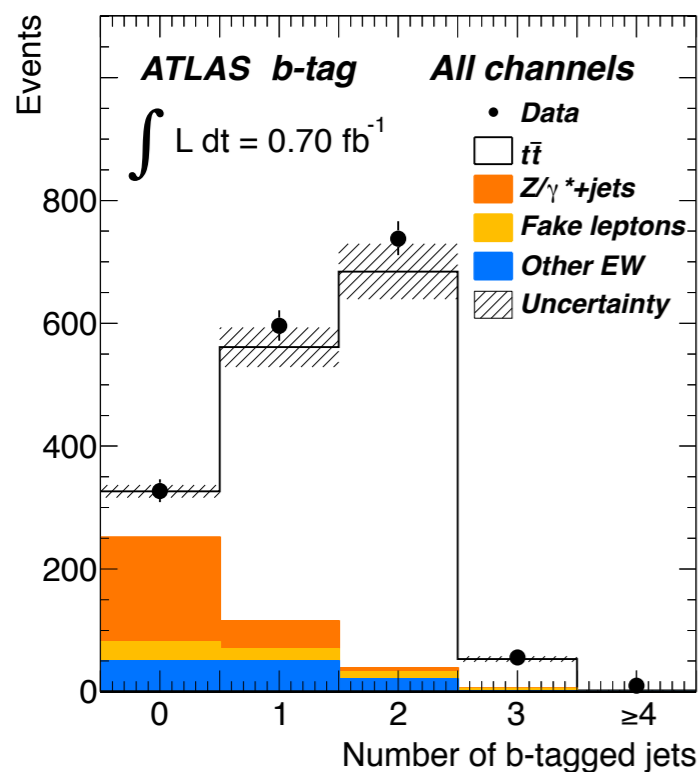 Events
ATLAS b-tag All channels
∫ L dt = 0.70 fb⁻¹
Data
tt̄
Z/γ*+jets
Fake leptons
Other EW
Uncertainty
800
600
400
200
0
0 1 2 3 ≥4
Number of b-tagged jets